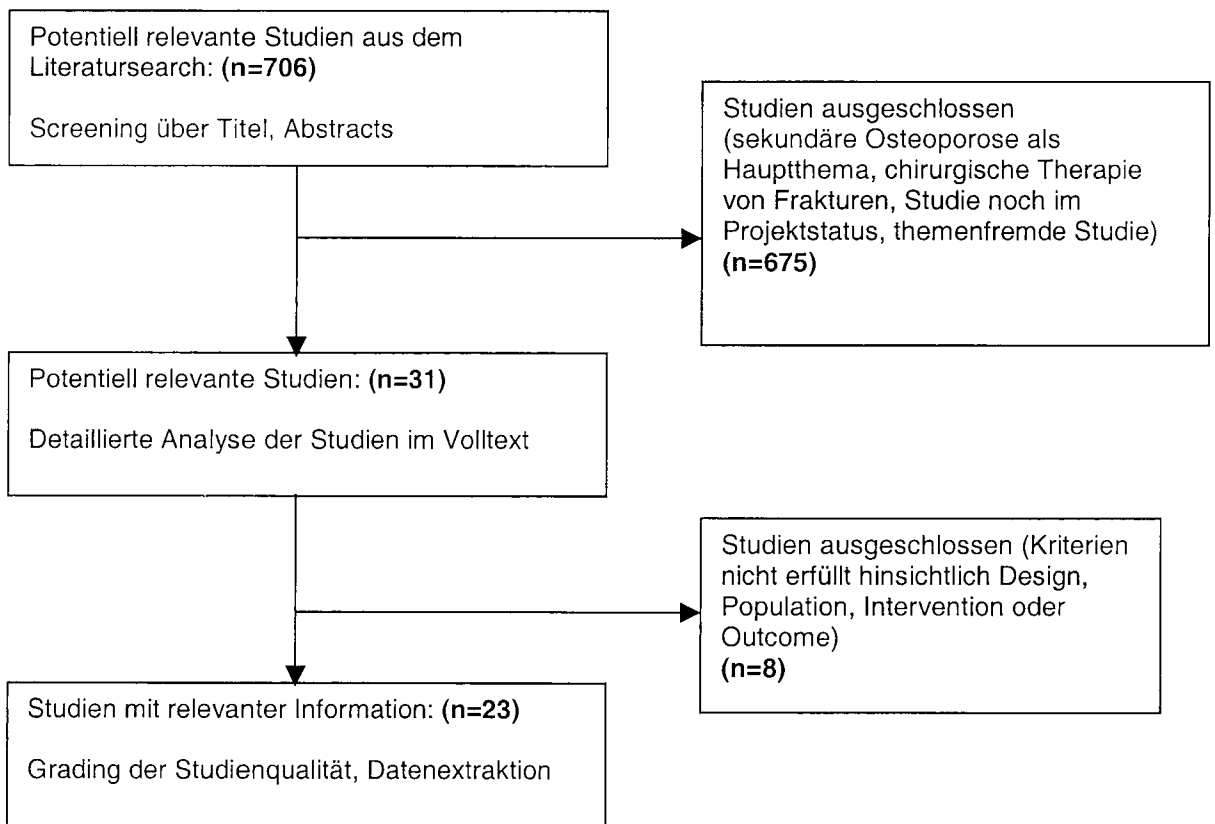 Potentiell relevante Studien aus dem
Literatursearch: (n=706)
Screening über Titel, Abstracts
Studien ausgeschlossen
(sekundäre Osteoporose als
Hauptthema, chirurgische Therapie
von Frakturen, Studie noch im
Projektstatus, themenfremde Studie)
(n=675)
Potentiell relevante Studien: (n=31)
Detaillierte Analyse der Studien im Volltext
Studien ausgeschlossen (Kriterien
nicht erfüllt hinsichtlich Design,
Population, Intervention oder
Outcome)
(n=8)
Studien mit relevanter Information: (n=23)
Grading der Studienqualität, Datenextraktion